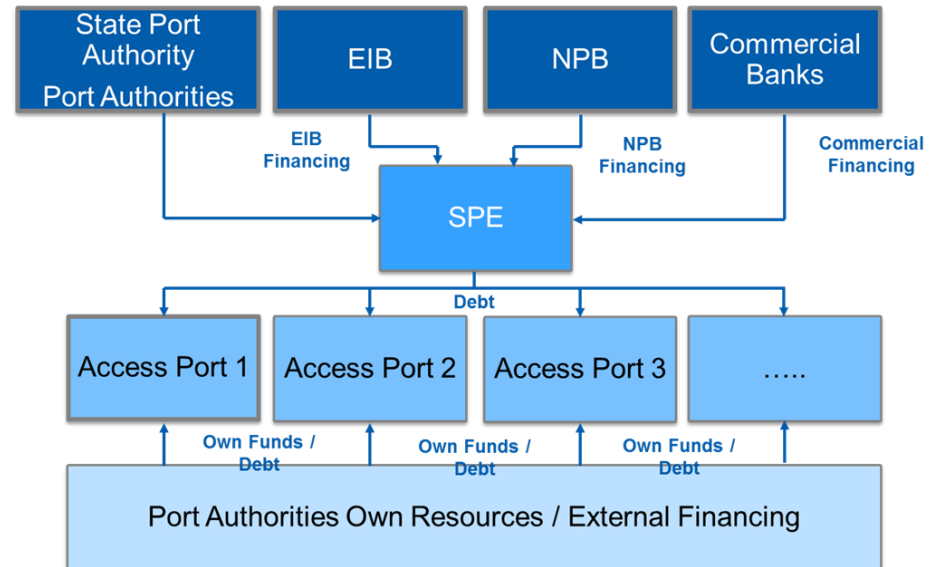 State Port
Authority
Port Authorities
EIB
NPB
Commercial
Banks
EIB
Financing
NPB
Financing
Commercial
Financing
SPE
Debt
Access Port 1
Access Port 2
Access Port 3
.....
Own Funds /
Debt
Own Funds /
Debt
Own Funds /
Debt
Port Authorities Own Resources / External Financing